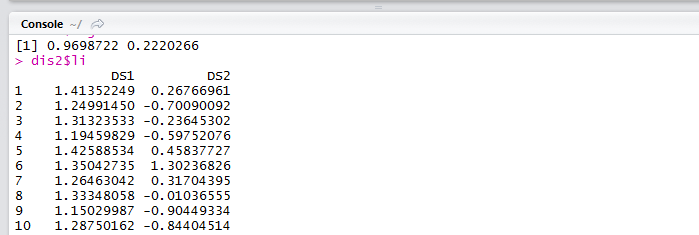 Console ~/
[1] 0.9698722 0.2220266
> dis2$li
DS1 DS2
1 1.41352249 0.26766961
2 1.24991450 -0.70090092
3 1.31323533 -0.23645302
4 1.19459829 -0.59752076
5 1.42588534 0.45837727
6 1.35042735 1.30236826
7 1.26463042 0.31704395
8 1.33348058 -0.01036555
9 1.15029987 -0.90449334
10 1.28750162 -0.84404514